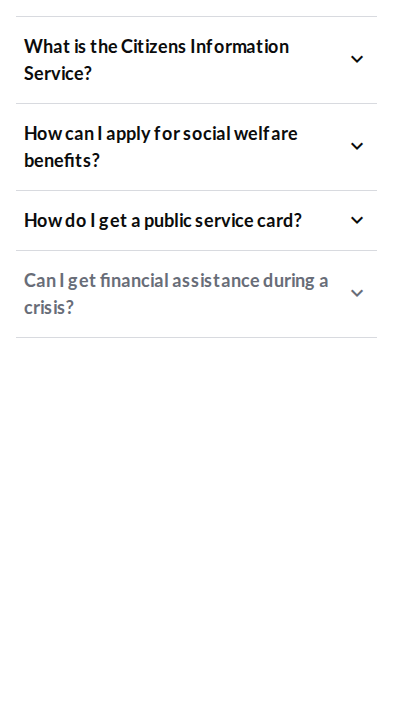 What is the Citizens Information
Service?
How can I apply for social welfare
benefits?
How do I get a public service card?
Can I get financial assistance during a
crisis?